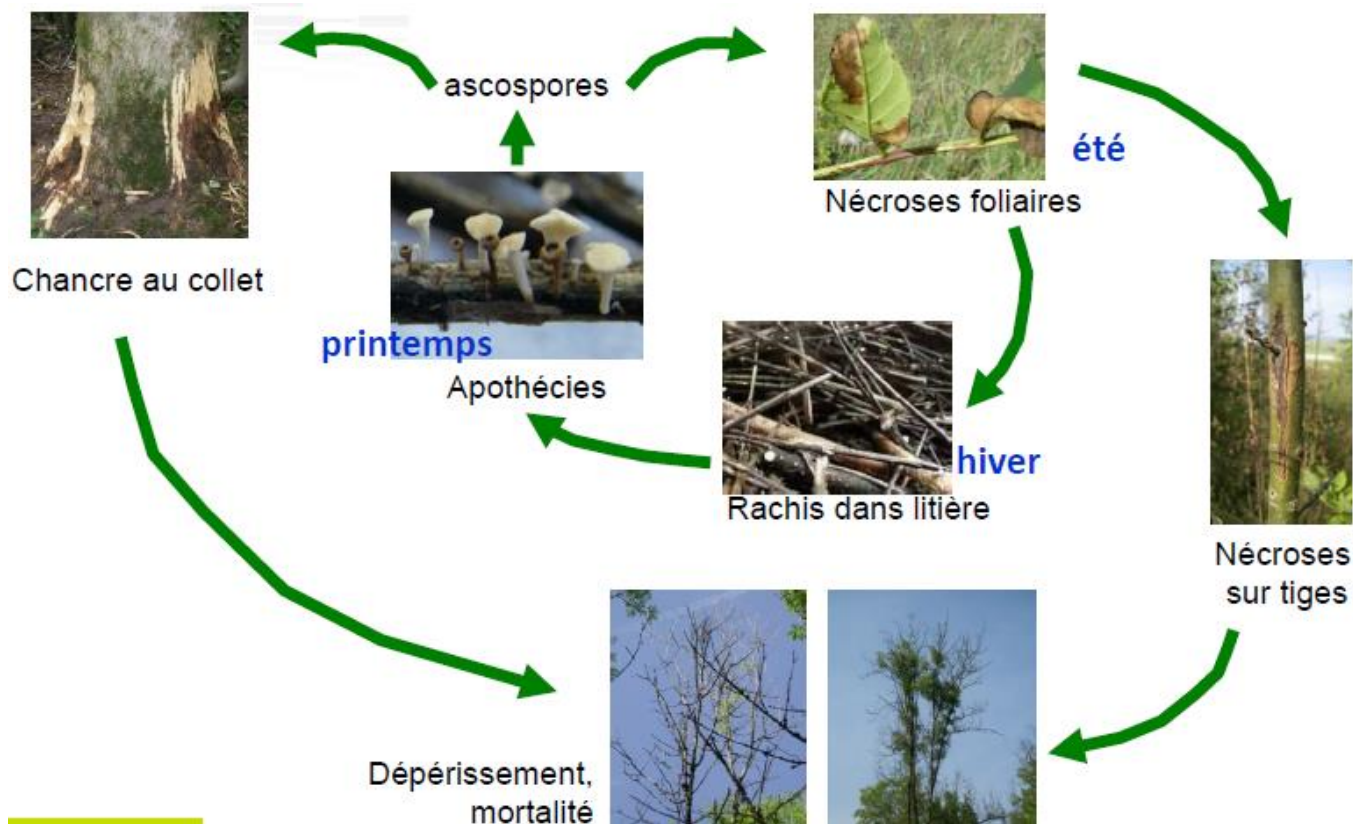 ascospores
été
Nécroses foliaires
Chancre au collet
printemps
Apothécies
hiver
Rachis dans litière
Nécroses
sur tiges
Dépérissement,
mortalité